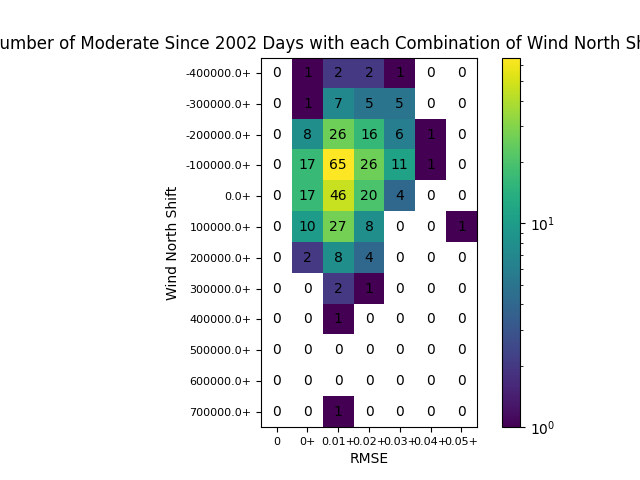 umber of Moderate Since 2002 Days with each Combination of Wind North Sh
-400000.0+ 0 1 2 2 1 0 0
-300000.0+ 0 1 7 5 5 0 0
-200000.0+ 0 8 26 16 6 1 0
-100000.0+ 0 17 65 26 11 1 0
0.0+ 0 17 46 20 4 0 0
100000.0+ 0 10 27 8 0 0 1
200000.0+ 0 2 8 4 0 0 0
300000.0+ 0 0 2 1 0 0 0
400000.0+ 0 0 1 0 0 0 0
500000.0+ 0 0 0 0 0 0 0
600000.0+ 0 0 0 0 0 0 0
700000.0+ 0 0 1 0 0 0 0
0 0+ 0.01+ 0.02+ 0.03+ 0.04+ 0.05+
RMSE
Wind North Shift
10¹
10⁰